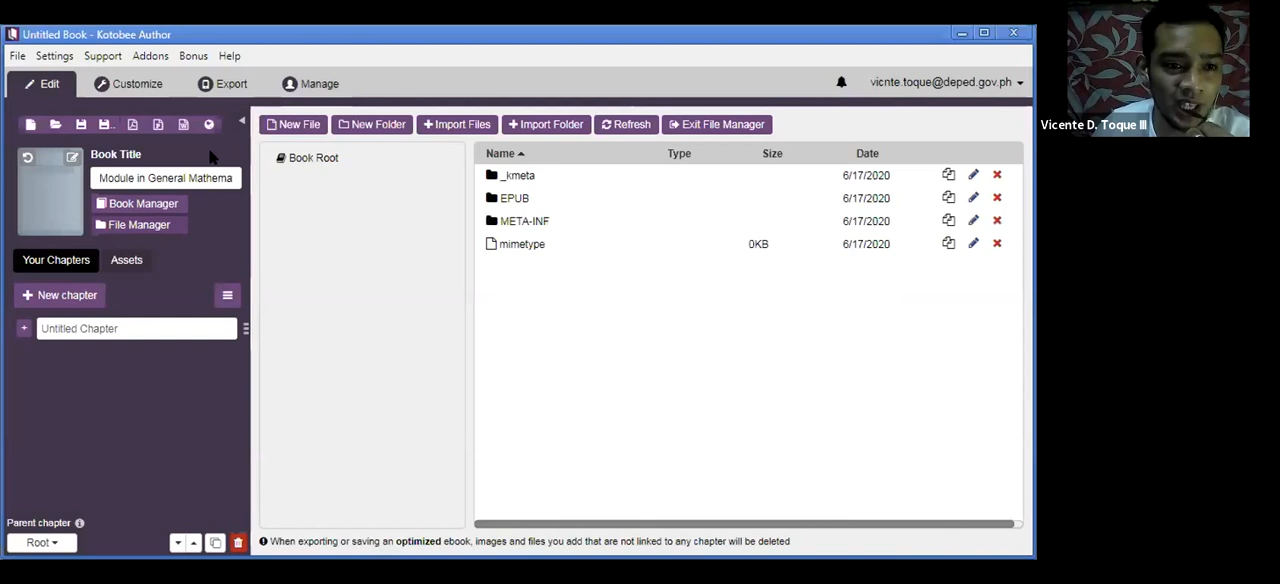 Untitled Book - Kotobee Author
File Settings Support Addons Bonus Help
Edit Customize Export Manage vicnte.toque@deped.gov.ph
New File New Folder Import Files Import Folder Refresh Exit File Manager
Book Title
Module in General Mathema
Book Manager
File Manager
Your Chapters Assets
New chapter
Untitled Chapter
Parent chapter
Root
Book Root
Name Type Size Date
_kmeta 6/17/2020
EPUB 6/17/2020
META-INF 6/17/2020
mimetype 0KB 6/17/2020
When exporting or saving an optimized ebook, images and files you add that are not linked to any chapter will be deleted
Vicente D. Toque III